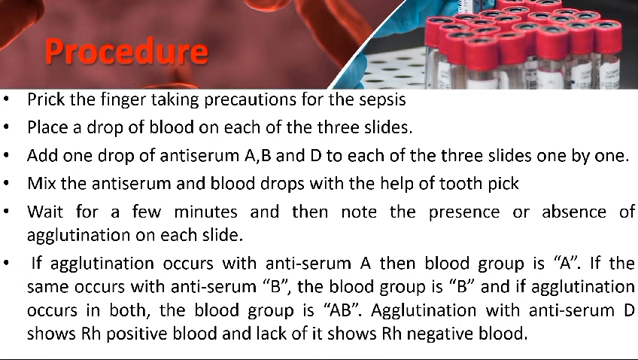 Procedure
• Prick the finger taking precautions for the sepsis
• Place a drop of blood on each of the three slides.
• Add one drop of antiserum A,B and D to each of the three slides one by one.
• Mix the antiserum and blood drops with the help of tooth pick
• Wait for a few minutes and then note the presence or absence of
agglutination on each slide.
• If agglutination occurs with anti-serum A then blood group is “A”. If the
same occurs with anti-serum “B”, the blood group is “B” and if agglutination
occurs in both, the blood group is “AB”. Agglutination with anti-serum D
shows Rh positive blood and lack of it shows Rh negative blood.